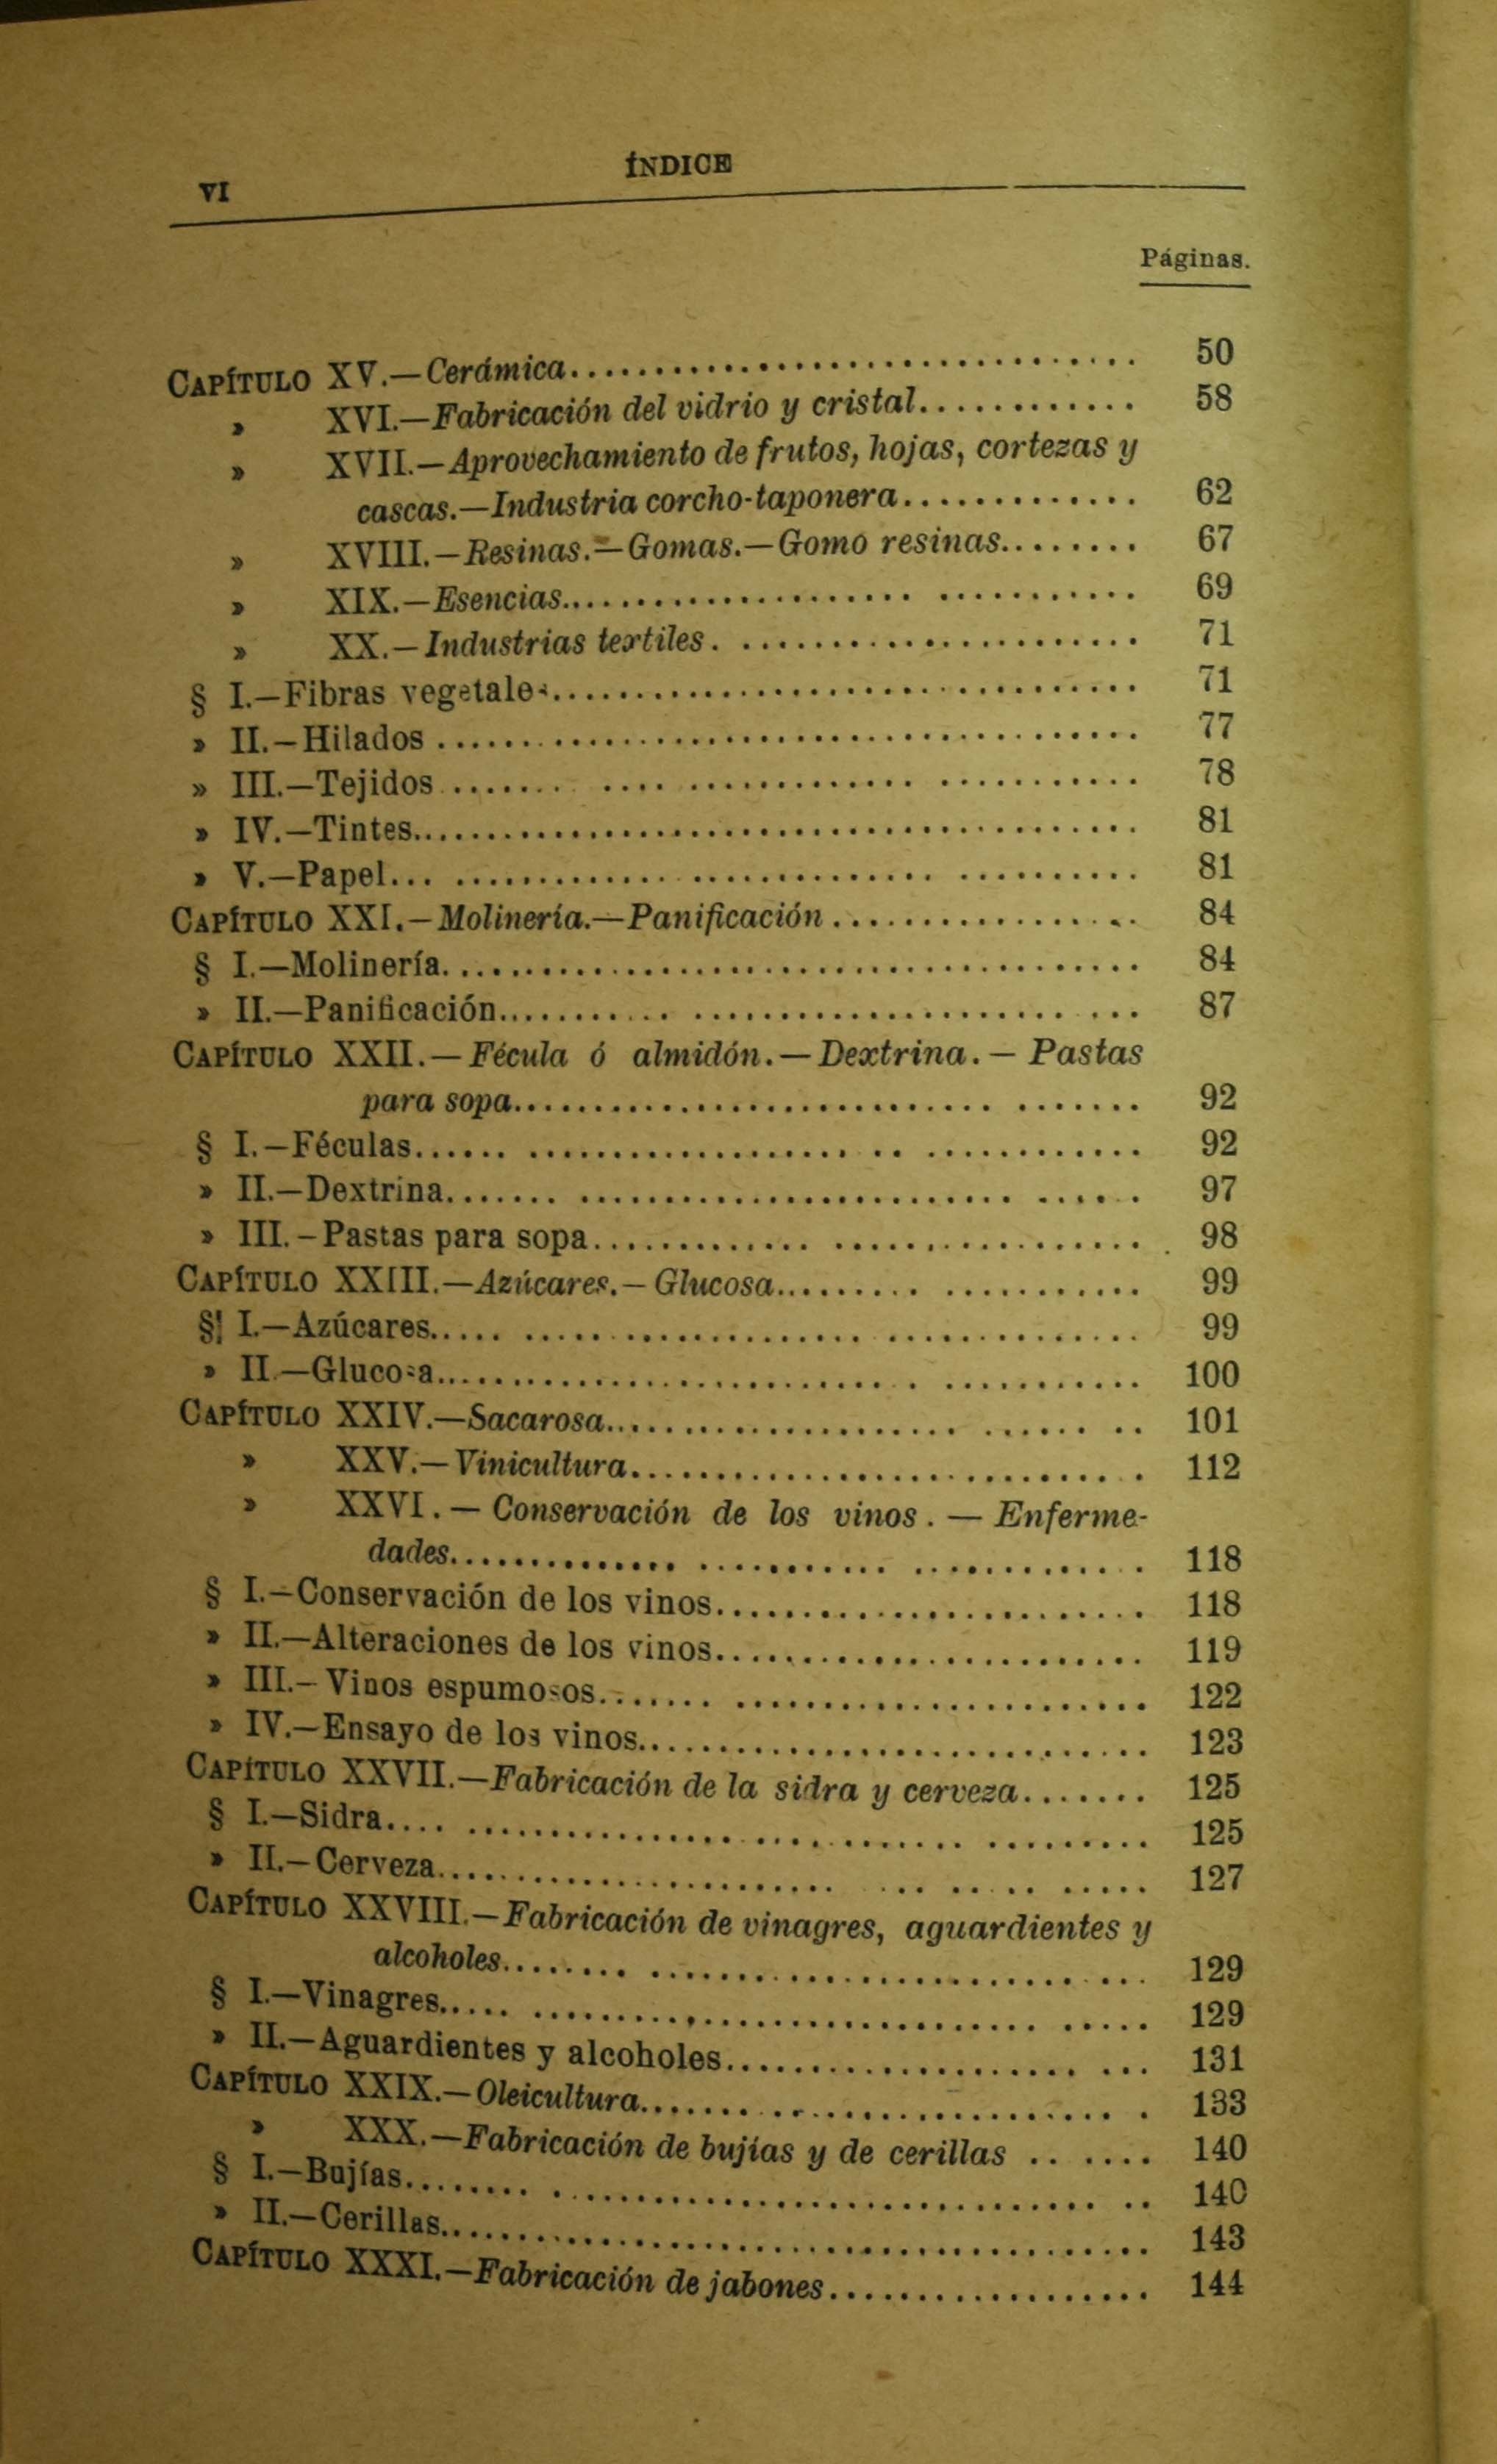 VI
ÍNDICE
Páginas.
CAPÍTULO XV.—Cerámica................................ 50
» XVI.—Fabricación del vidrio y cristal............ 58
» XVII.—Aprovechamiento de frutos, hojas, cortezas y
cascas.—Industria corcho-taponera............. 62
» XVIII.—Resinas.—Gomas.—Gomo resinas........ 67
» XIX.—Esencias................................ 69
» XX.—Industrias textiles....................... 71
§ I.—Fibras vegetales.................................. 71
» II.—Hilados ........................................ 77
» III.—Tejidos ....................................... 78
» IV.—Tintes......................................... 81
» V.—Papel........................................... 81
CAPÍTULO XXI.—Molinería.—Panificación ................. 84
§ I.—Molinería........................................ 84
» II.—Panificación.................................... 87
CAPÍTULO XXII.—Fécula ó almidón.—Dextrina.—Pastas
para sopa................................... 92
§ I.—Féculas.......................................... 92
» II.—Dextrina........................................ 97
» III.—Pastas para sopa............................... 98
CAPÍTULO XXIII.—Azúcares.—Glucosa.................... 99
§ I.—Azúcares......................................... 99
» II.—Glucosa......................................... 100
CAPÍTULO XXIV.—Sacarosa............................ 101
» XXV.—Vinicultura............................. 112
» XXVI.—Conservación de los vinos.—Enferme-
dades..................................... 118
§ I.—Conservación de los vinos......................... 118
» II.—Alteraciones de los vinos......................... 119
» III.—Vinos espumosos................................ 122
» IV.—Ensayo de los vinos.............................. 123
CAPÍTULO XXVII.—Fabricación de la sidra y cerveza....... 125
§ I.—Sidra............................................ 125
» II.—Cerveza......................................... 127
CAPÍTULO XXVIII.—Fabricación de vinagres, aguardientes y
alcoholes................................... 129
§ I.—Vinagres......................................... 129
» II.—Aguardientes y alcoholes........................ 131
CAPÍTULO XXIX.—Oleicultura........................... 133
» XXX.—Fabricación de bujías y de cerillas ....... 140
§ I.—Bujías........................................... 140
» II.—Cerillas......................................... 143
CAPÍTULO XXXI.—Fabricación de jabones................... 144